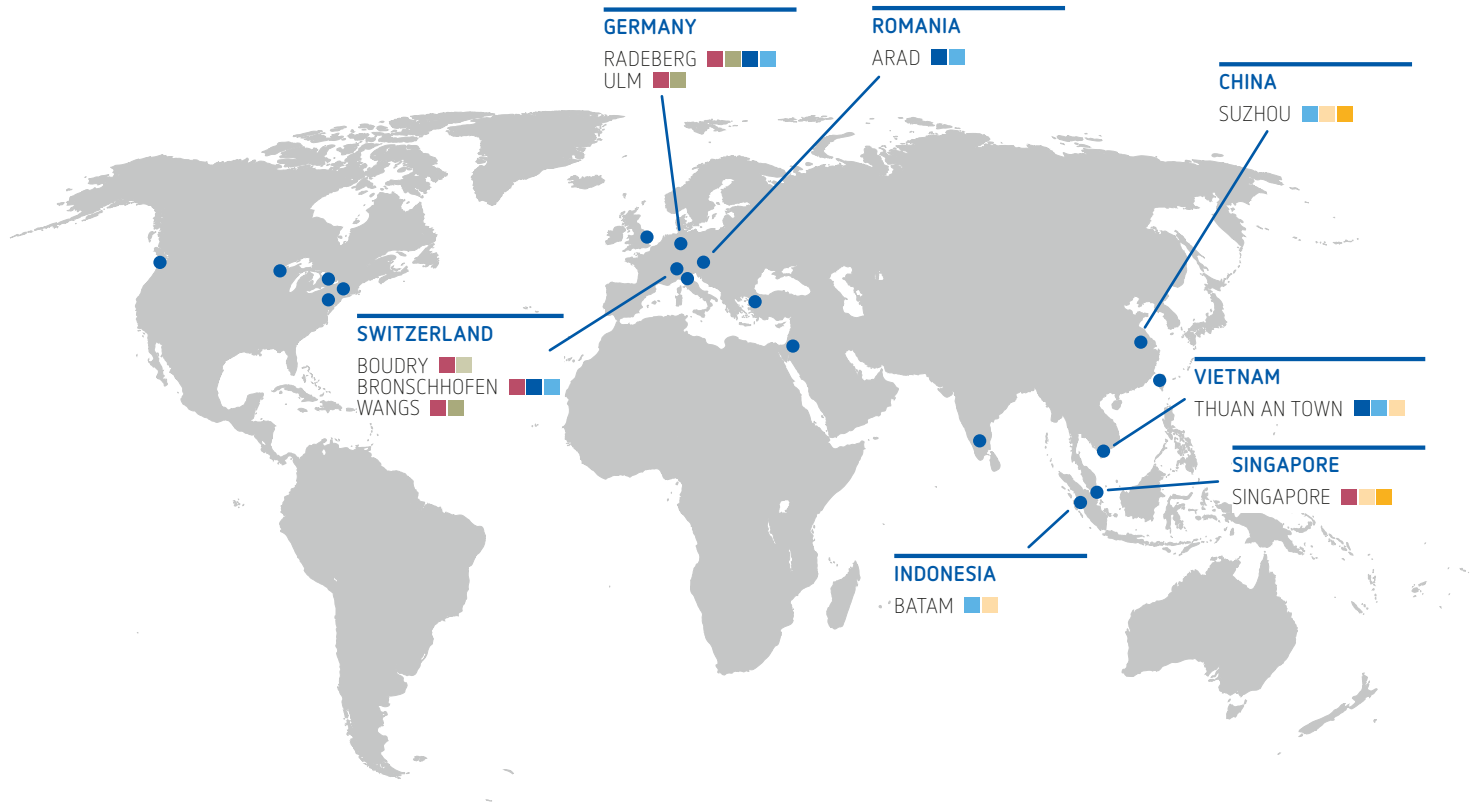 GERMANY
RADEBERG
ULM
ROMANIA
ARAD
CHINA
SUZHOU
SWITZERLAND
BOUDRY
BRONSCHHOFEN
WANGS
VIETNAM
THUAN AN TOWN
SINGAPORE
SINGAPORE
INDONESIA
BATAM